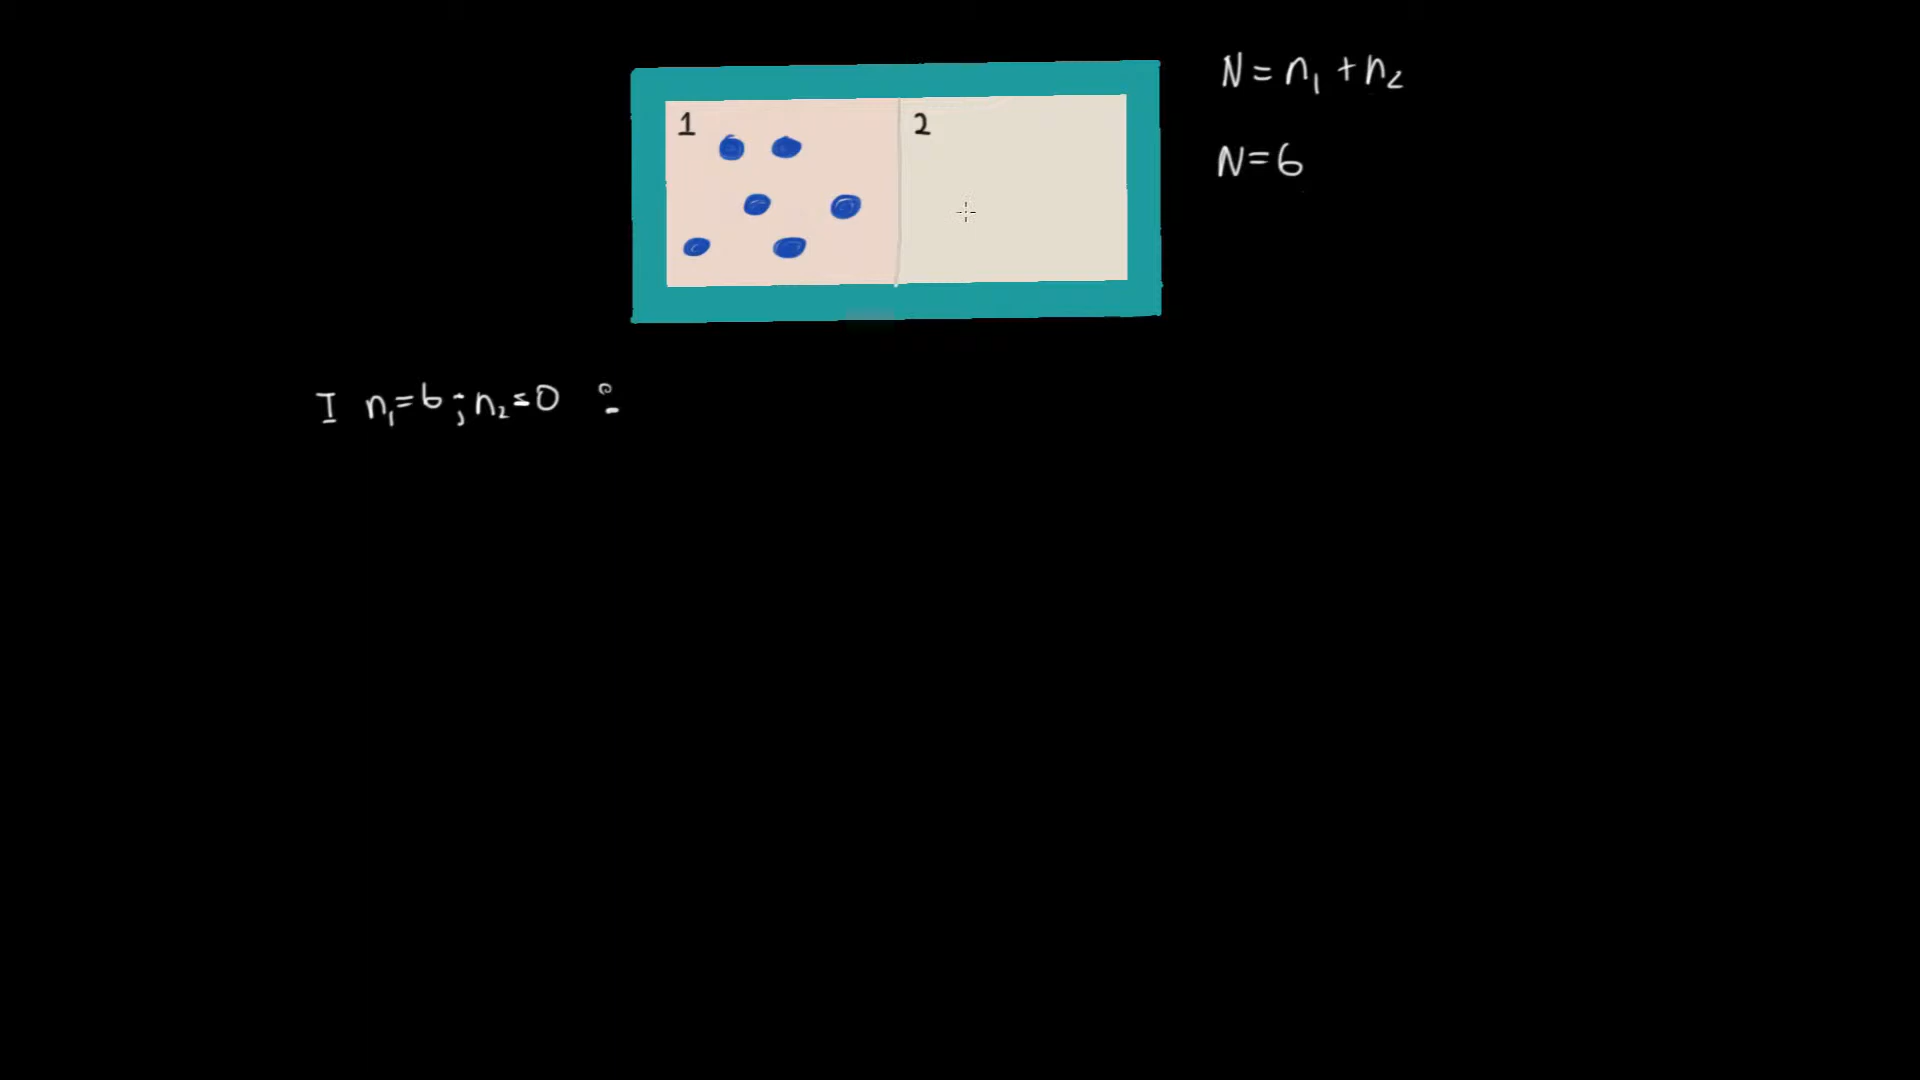 N = n₁ + n₂
1
2
N = 6
I n₁ = 6 ; n₂ = 0 :